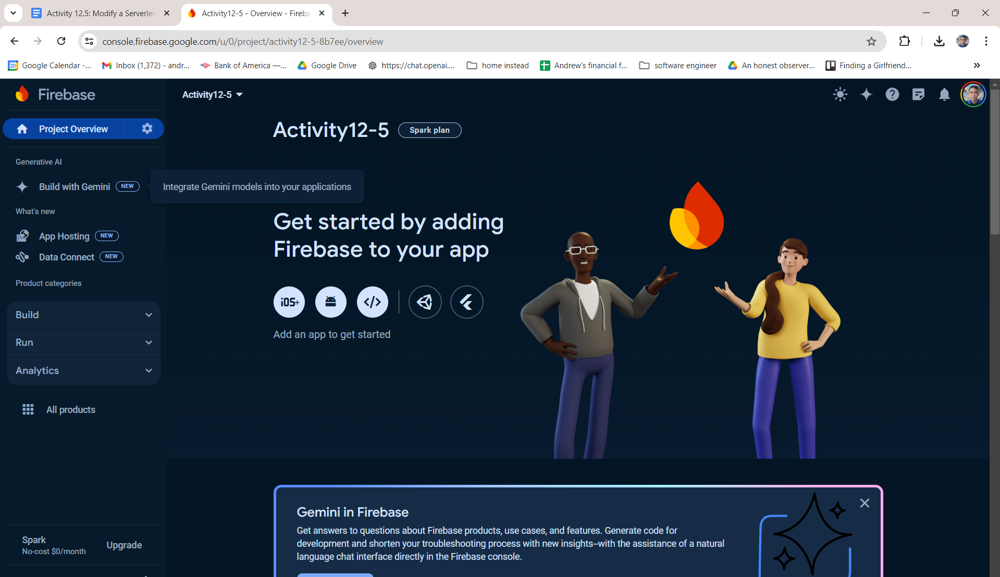 Activity 12.5: Modify a Serverles
Activity12-5 - Overview - Fireba
console.firebase.google.com/u/0/project/activity12-5-8b7ee/overview
20 Google Calendar -...
Inbox (1,372) - andr...
Bank of America —...
Google Drive
https://chat.openai....
home instead
Andrew's financial f...
software engineer
An honest observer...
Finding a Girlfriend...
Firebase
Activity12-5
Project Overview
Activity12-5
Spark plan
Generative AI
Build with Gemini NEW
Integrate Gemini models into your applications
What's new
App Hosting NEW
Data Connect NEW
Product categories
Build
Run
Analytics
All products
Get started by adding
Firebase to your app
iOS+
Add an app to get started
Spark
No-cost $0/month
Upgrade
Gemini in Firebase
Get answers to questions about Firebase products, use cases, and features. Generate code for
development and shorten your troubleshooting process with new insights–with the assistance of a natural
language chat interface directly in the Firebase console.